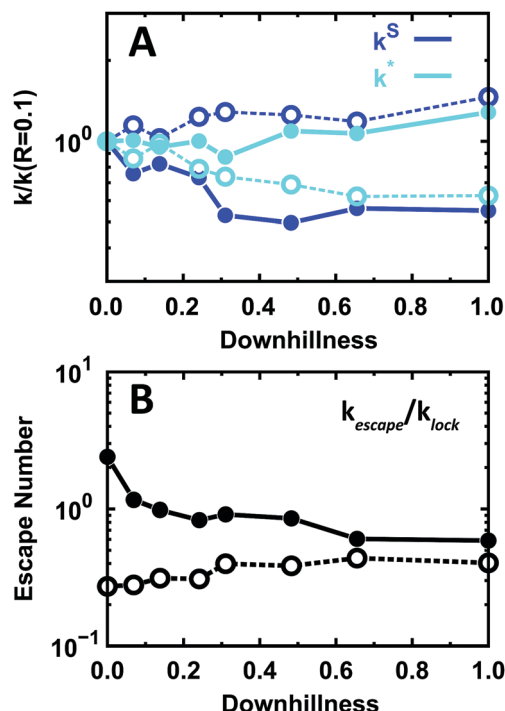 A
k^S
k^*
k/k(R=0.1)
10^0
0.0 0.2 0.4 0.6 0.8 1.0
Downhillness
B
k_escape/k_lock
Escape Number
10^1
10^0
10^-1
0.0 0.2 0.4 0.6 0.8 1.0
Downhillness